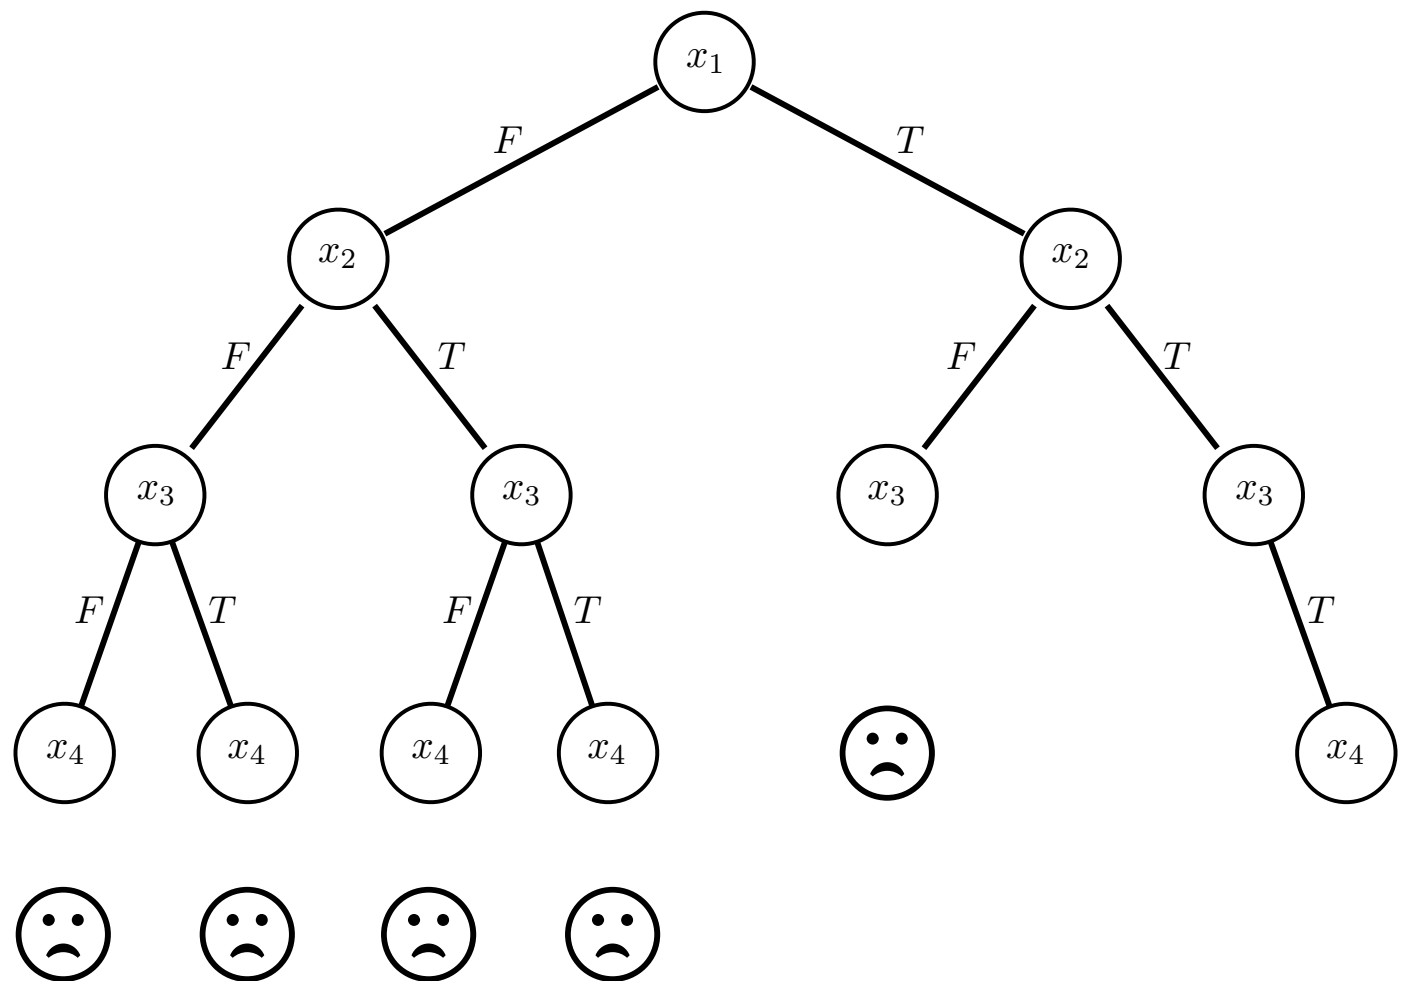 x₁
F T
x₂ x₂
F T F T
x₃ x₃ x₃ x₃
F T F T T
x₄ x₄ x₄ x₄ x₄